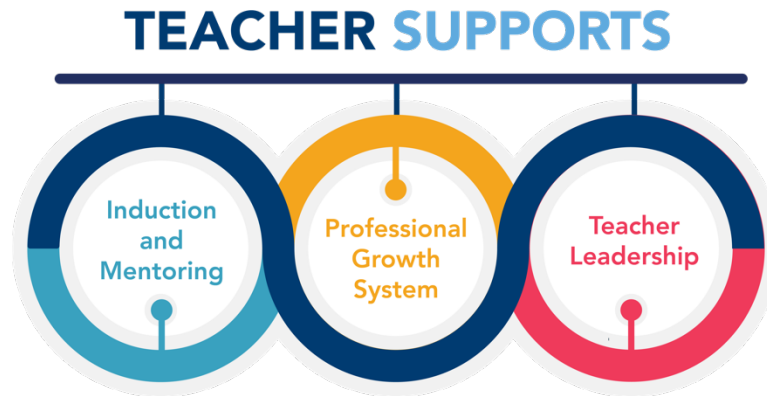 TEACHER SUPPORTS
Induction
and
Mentoring
Professional
Growth
System
Teacher
Leadership